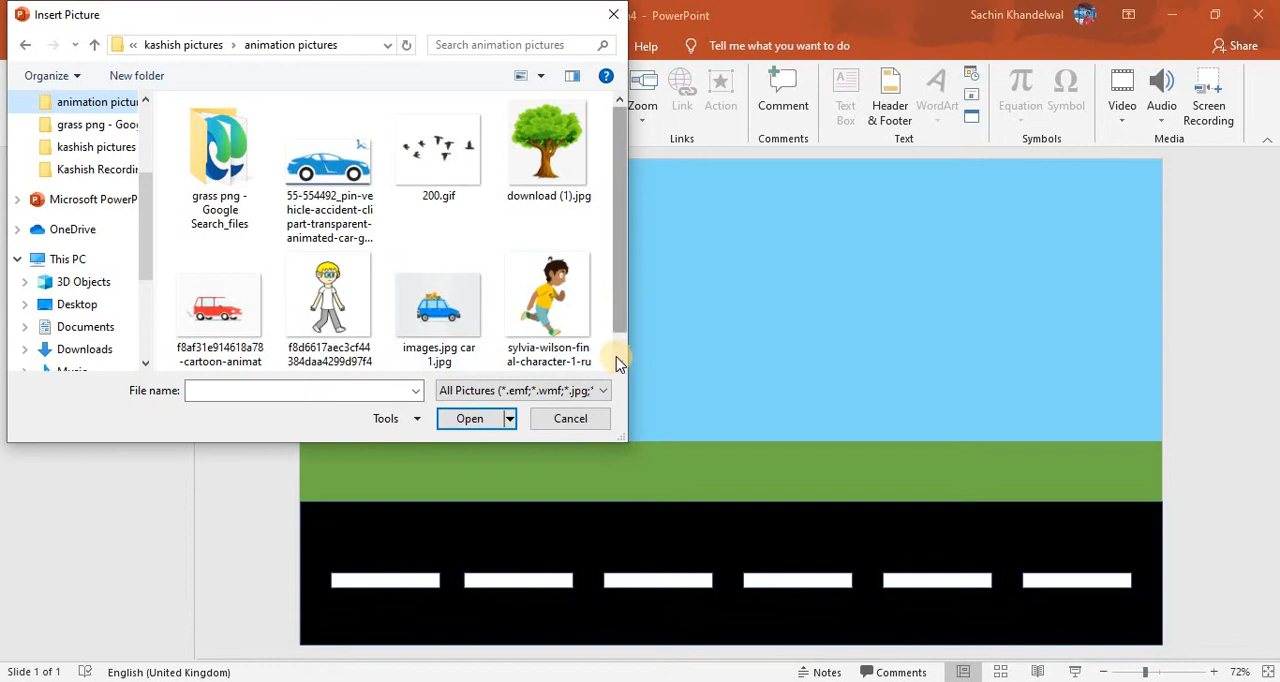 Insert Picture
n4 - PowerPoint
Sachin Khandelwal
« kashish pictures › animation pictures
Search animation pictures
Help
Tell me what you want to do
Share
Organize
New folder
animation pictu
grass png - Goo
kashish pictures
Kashish Recordin
Microsoft PowerP
OneDrive
This PC
3D Objects
Desktop
Documents
Downloads
grass png -
Google
Search_files
55-554492_pin-ve
hicle-accident-cli
part-transparent-
animated-car-g...
200.gif
download (1).jpg
f8af31e914618a78
-cartoon-animat
f8d6617aec3cf44
384daa4299d97f4
images.jpg car
1.jpg
sylvia-wilson-fin
al-character-1-ru
File name:
All Pictures (*.emf;*.wmf;*.jpg;*
Tools
Open
Cancel
Zoom
Link
Action
Links
Comment
Comments
Text
Box
Header
& Footer
WordArt
Text
Equation
Symbol
Symbols
Video
Audio
Screen
Recording
Media
Slide 1 of 1
English (United Kingdom)
Notes
Comments
72%